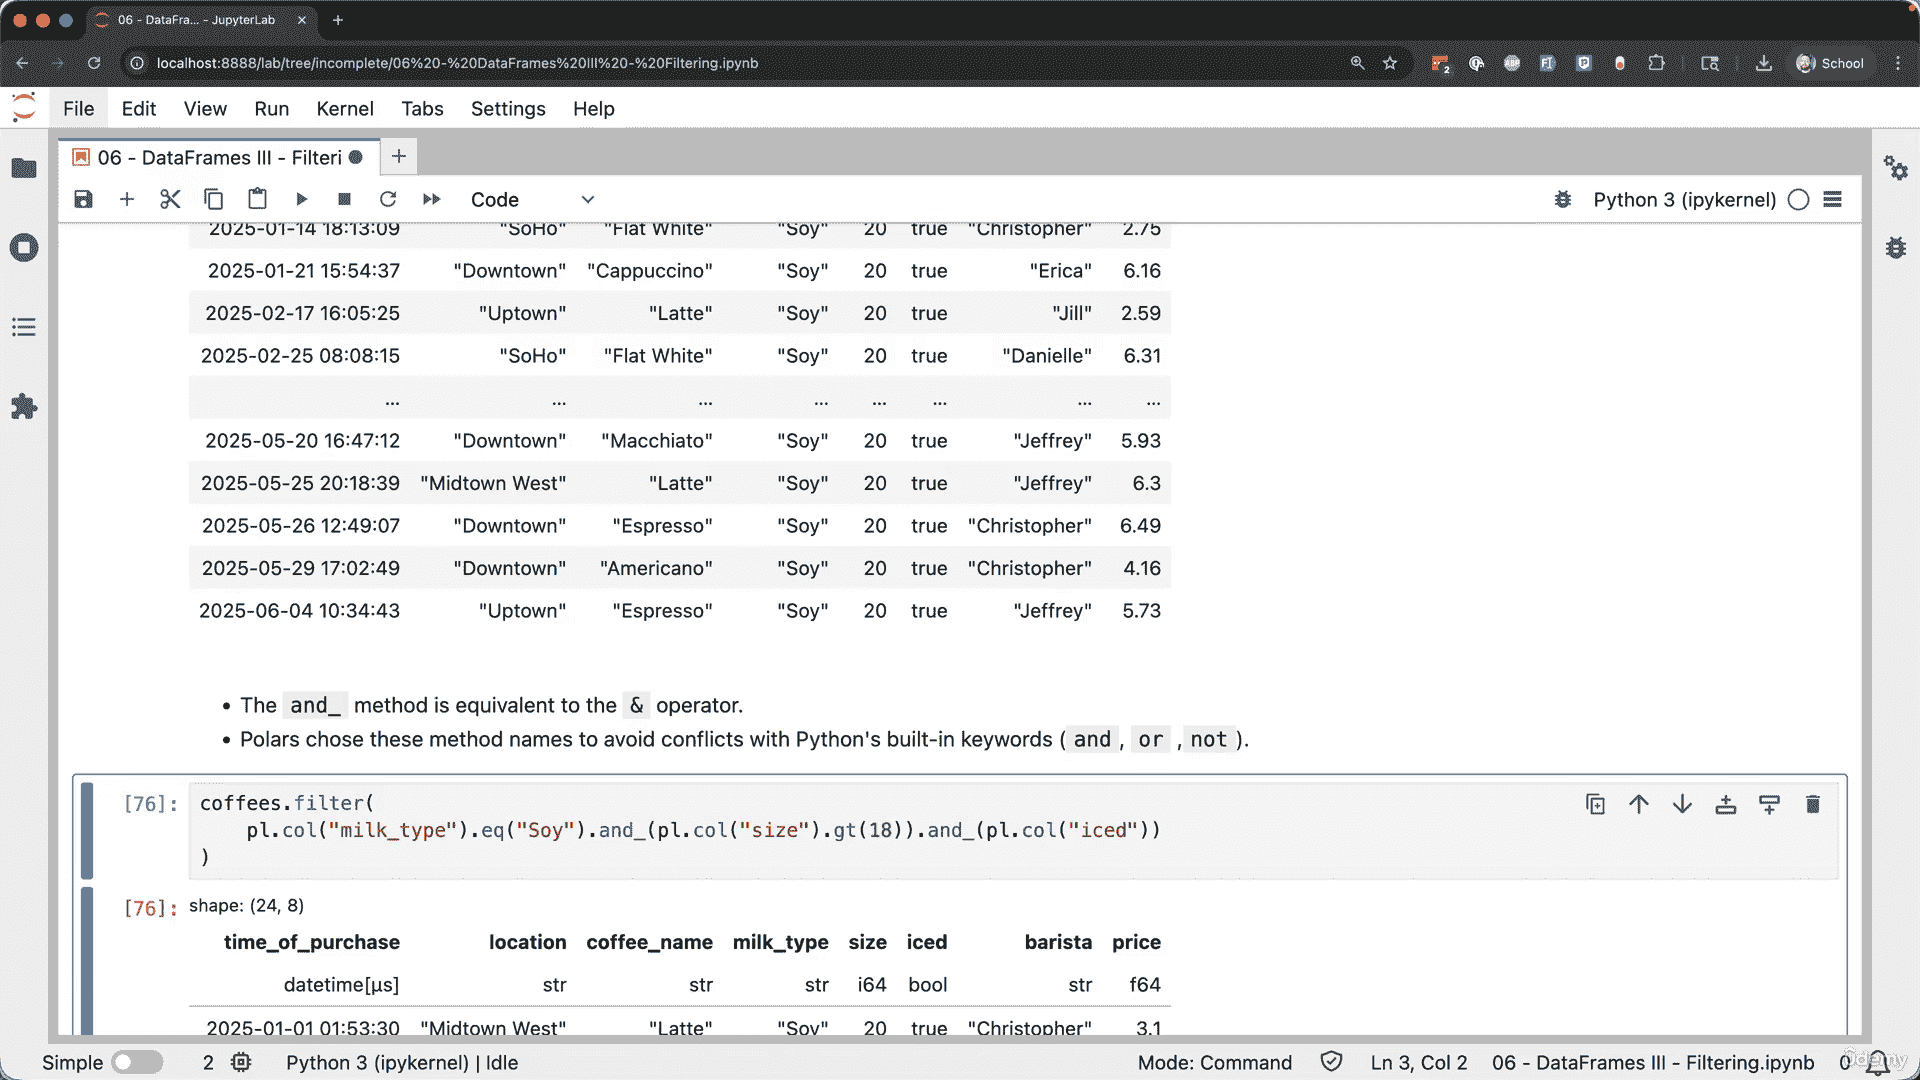 06 - DataFra... - JupyterLab
localhost:8888/lab/tree/incomplete/06%20-%20DataFrames%20III%20-%20Filtering.ipynb
2
ABP
School
File Edit View Run Kernel Tabs Settings Help
06 - DataFrames III - Filteri
Code
Python 3 (ipykernel)
2025-01-14 18:13:09 "SoHo" "Flat White" "Soy" 20 true "Christopher" 2.75
2025-01-21 15:54:37 "Downtown" "Cappuccino" "Soy" 20 true "Erica" 6.16
2025-02-17 16:05:25 "Uptown" "Latte" "Soy" 20 true "Jill" 2.59
2025-02-25 08:08:15 "SoHo" "Flat White" "Soy" 20 true "Danielle" 6.31
... ... ... ... ... ... ... ...
2025-05-20 16:47:12 "Downtown" "Macchiato" "Soy" 20 true "Jeffrey" 5.93
2025-05-25 20:18:39 "Midtown West" "Latte" "Soy" 20 true "Jeffrey" 6.3
2025-05-26 12:49:07 "Downtown" "Espresso" "Soy" 20 true "Christopher" 6.49
2025-05-29 17:02:49 "Downtown" "Americano" "Soy" 20 true "Christopher" 4.16
2025-06-04 10:34:43 "Uptown" "Espresso" "Soy" 20 true "Jeffrey" 5.73
• The and_ method is equivalent to the & operator.
• Polars chose these method names to avoid conflicts with Python's built-in keywords ( and , or , not ).
[76]: coffees.filter(
pl.col("milk_type").eq("Soy").and_(pl.col("size").gt(18)).and_(pl.col("iced"))
)
[76]: shape: (24, 8)
time_of_purchase location coffee_name milk_type size iced barista price
datetime[μs] str str str i64 bool str f64
2025-01-01 01:53:30 "Midtown West" "Latte" "Soy" 20 true "Christopher" 3.1
Simple 2 Python 3 (ipykernel) | Idle Mode: Command Ln 3, Col 2 06 - DataFrames III - Filtering.ipynb 0
Udemy